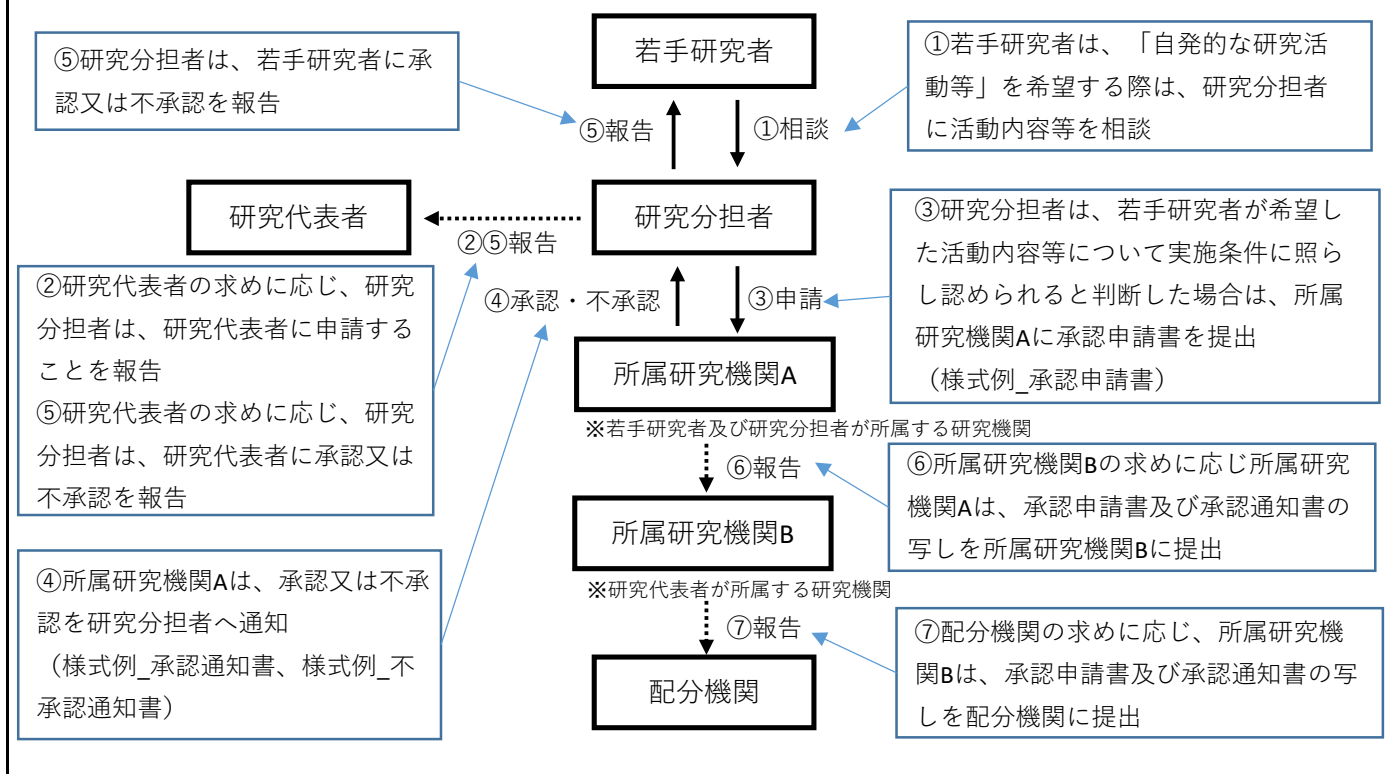 若手研究者
⑤研究分担者は、若手研究者に承
認又は不承認を報告
①若手研究者は、「自発的な研究活
動等」を希望する際は、研究分担者
に活動内容等を相談
⑤報告
①相談
研究代表者
研究分担者
②⑤報告
③研究分担者は、若手研究者が希望し
た活動内容等について実施条件に照ら
し認められると判断した場合は、所属
研究機関Aに承認申請書を提出
（様式例_承認申請書）
②研究代表者の求めに応じ、研究
分担者は、研究代表者に申請する
ことを報告
⑤研究代表者の求めに応じ、研究
分担者は、研究代表者に承認又は
不承認を報告
④承認・不承認
③申請
所属研究機関A
※若手研究者及び研究分担者が所属する研究機関
⑥報告
⑥所属研究機関Bの求めに応じ所属研究
機関Aは、承認申請書及び承認通知書の
写しを所属研究機関Bに提出
所属研究機関B
※研究代表者が所属する研究機関
④所属研究機関Aは、承認又は不承
認を研究分担者へ通知
（様式例_承認通知書、様式例_不
承認通知書）
⑦報告
⑦配分機関の求めに応じ、所属研究機
関Bは、承認申請書及び承認通知書の写
しを配分機関に提出
配分機関